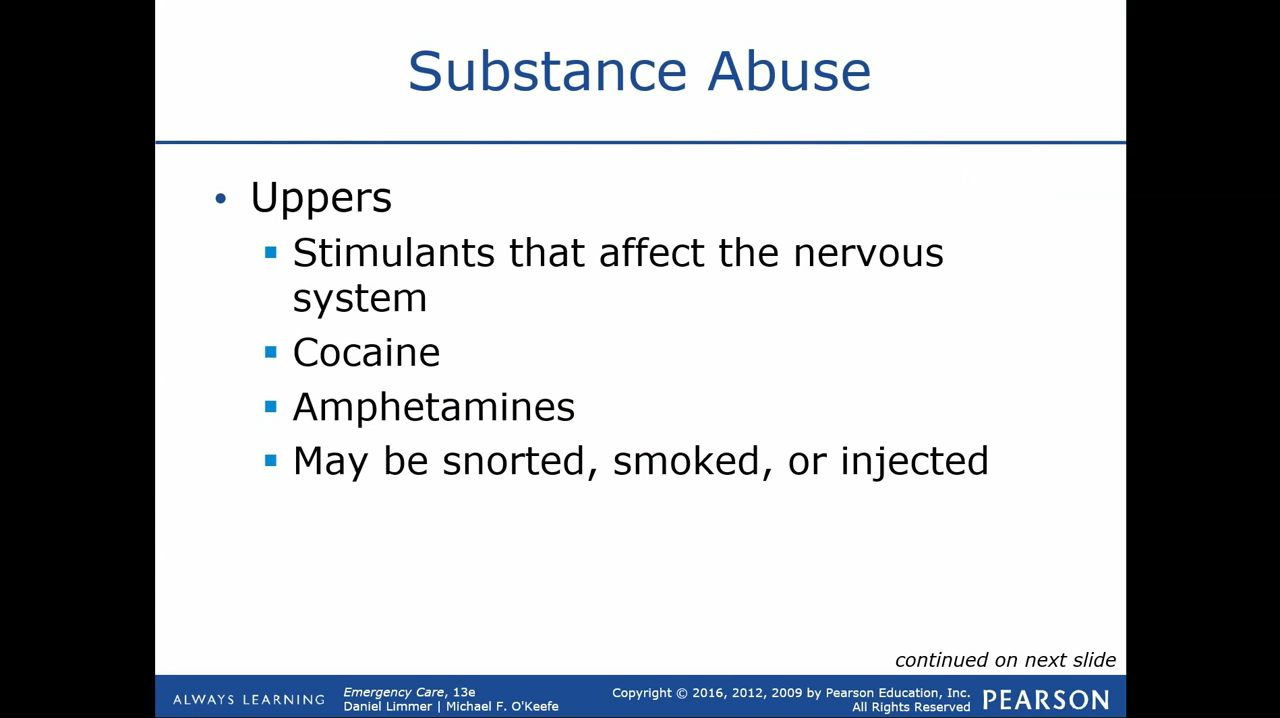 Substance Abuse
• Uppers
▪ Stimulants that affect the nervous
system
▪ Cocaine
▪ Amphetamines
▪ May be snorted, smoked, or injected
continued on next slide
ALWAYS LEARNING
Emergency Care, 13e
Daniel Limmer | Michael F. O'Keefe
Copyright © 2016, 2012, 2009 by Pearson Education, Inc.
All Rights Reserved
PEARSON